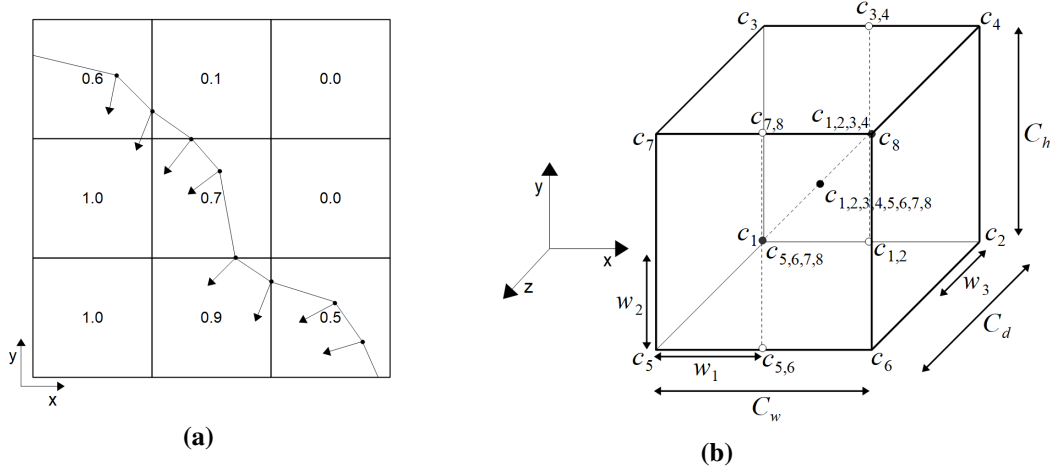 0.6 0.1 0.0
1.0 0.7 0.0
1.0 0.9 0.5
y
x
(a)
c3 c3,4 c4
c7 c7,8 c1,2,3,4 c8
Ch
y
x
z
c1,2,3,4,5,6,7,8
c1 c5,6,7,8 c1,2 c2
w2
w3
Cd
c5 w1 c5,6 c6
Cw
(b)